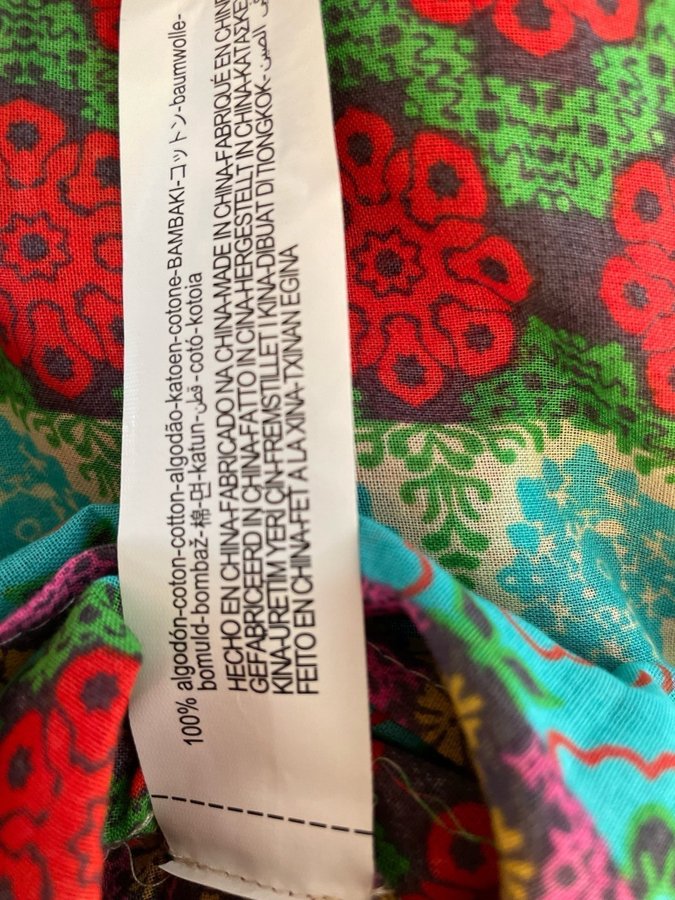 100% algodón-coton-cotton-algodão-katoen-cotone-BAMBAKI-コットン-baumwolle-
bomuld-bombaž-棉-면-katun-قطن-cotó-kotoia
HECHO EN CHINA-FABRICADO NA CHINA-MADE IN CHINA-FABRIQUÉ EN CHINE
GEFABRICEERD IN CHINA-FATTO IN CINA-HERGESTELLT IN CHINA-ΚΑΤΑΣΚΕ
KINA-URETIM YERİ ÇIN-FREMSTILLET I KINA-DIBUAT DI TIONGKOK-الصين
FEITO EN CHINA-FET A LA XINA-TXINAN EGINA